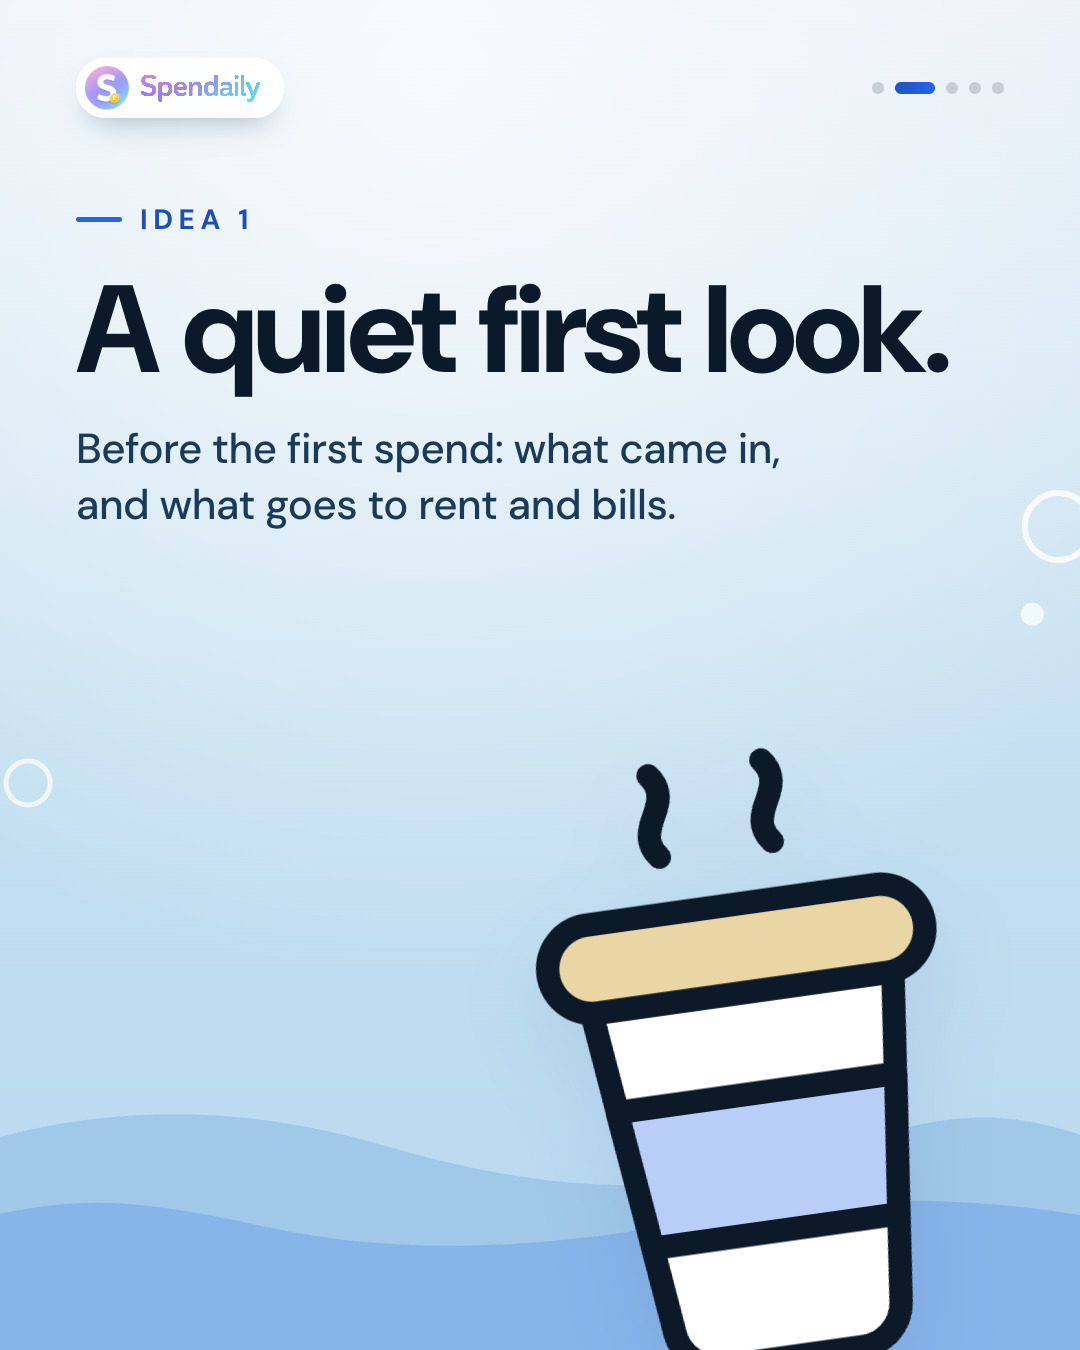 Spendaily
IDEA 1
A quiet first look.
Before the first spend: what came in,
and what goes to rent and bills.